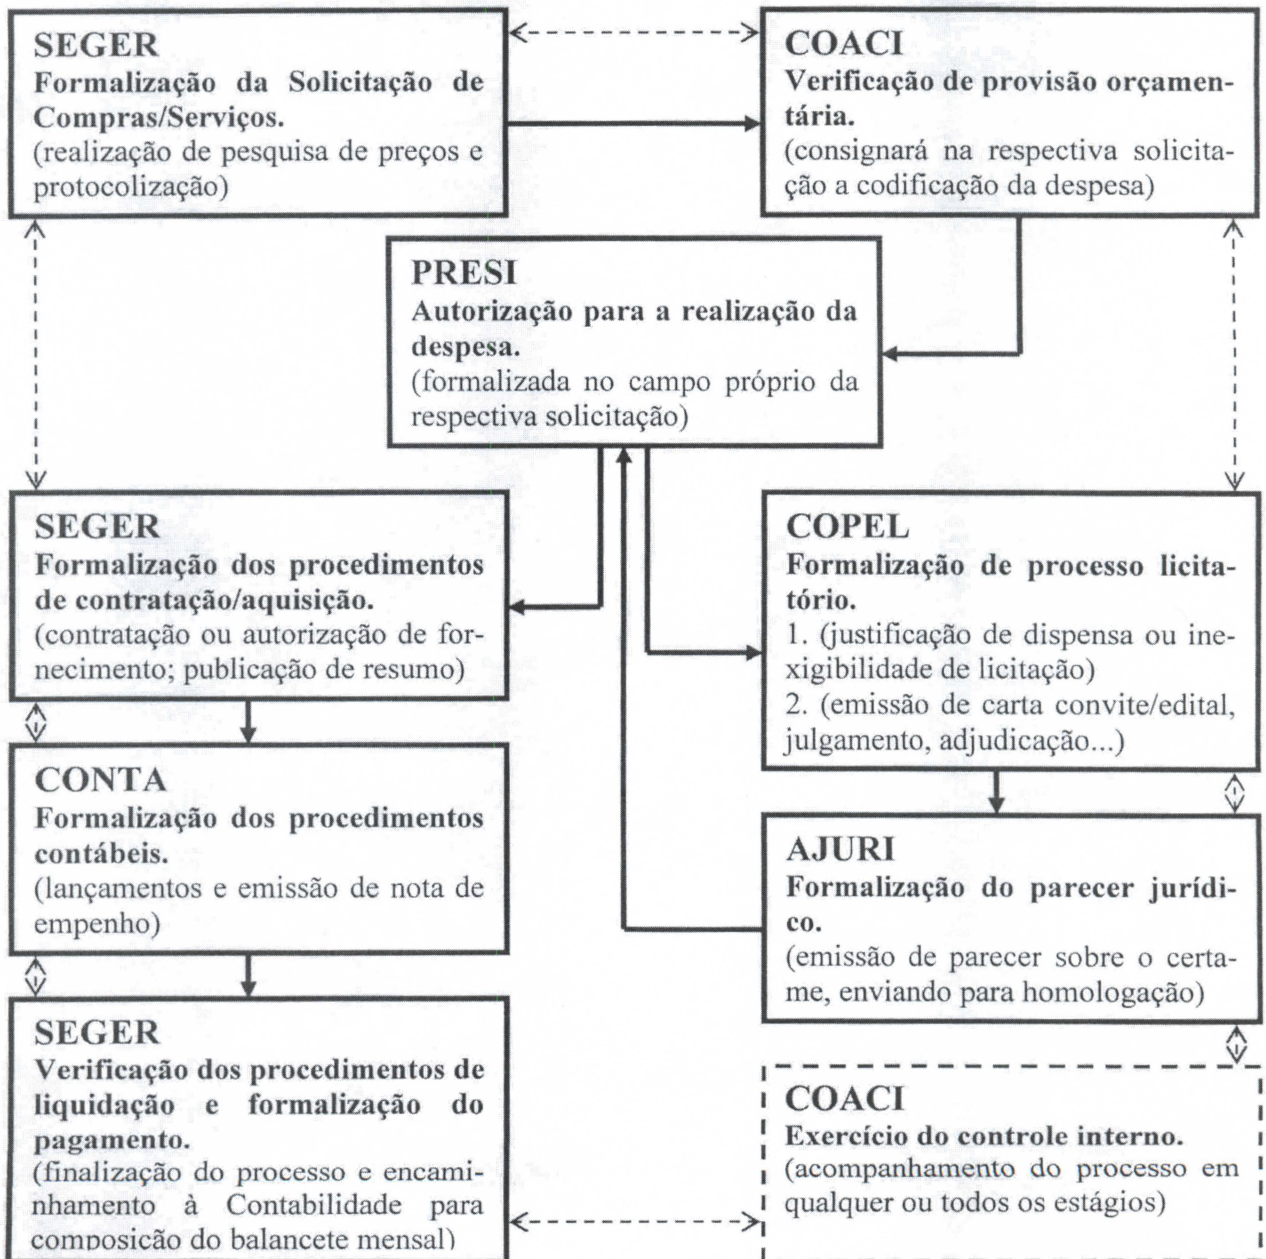 SEGER
Formalização da Solicitação de
Compras/Serviços.
(realização de pesquisa de preços e
protocolização)
COACI
Verificação de provisão orçamen-
tária.
(consignará na respectiva solicita-
ção a codificação da despesa)
PRESI
Autorização para a realização da
despesa.
(formalizada no campo próprio da
respectiva solicitação)
SEGER
Formalização dos procedimentos
de contratação/aquisição.
(contratação ou autorização de for-
necimento; publicação de resumo)
COPEL
Formalização de processo licita-
tório.
1. (justificação de dispensa ou ine-
xigibilidade de licitação)
2. (emissão de carta convite/edital,
julgamento, adjudicação...)
CONTA
Formalização dos procedimentos
contábeis.
(lançamentos e emissão de nota de
empenho)
AJURI
Formalização do parecer jurídi-
co.
(emissão de parecer sobre o certa-
me, enviando para homologação)
SEGER
Verificação dos procedimentos de
liquidação e formalização do
pagamento.
(finalização do processo e encami-
nhamento à Contabilidade para
composição do balancete mensal)
COACI
Exercício do controle interno.
(acompanhamento do processo em
qualquer ou todos os estágios)